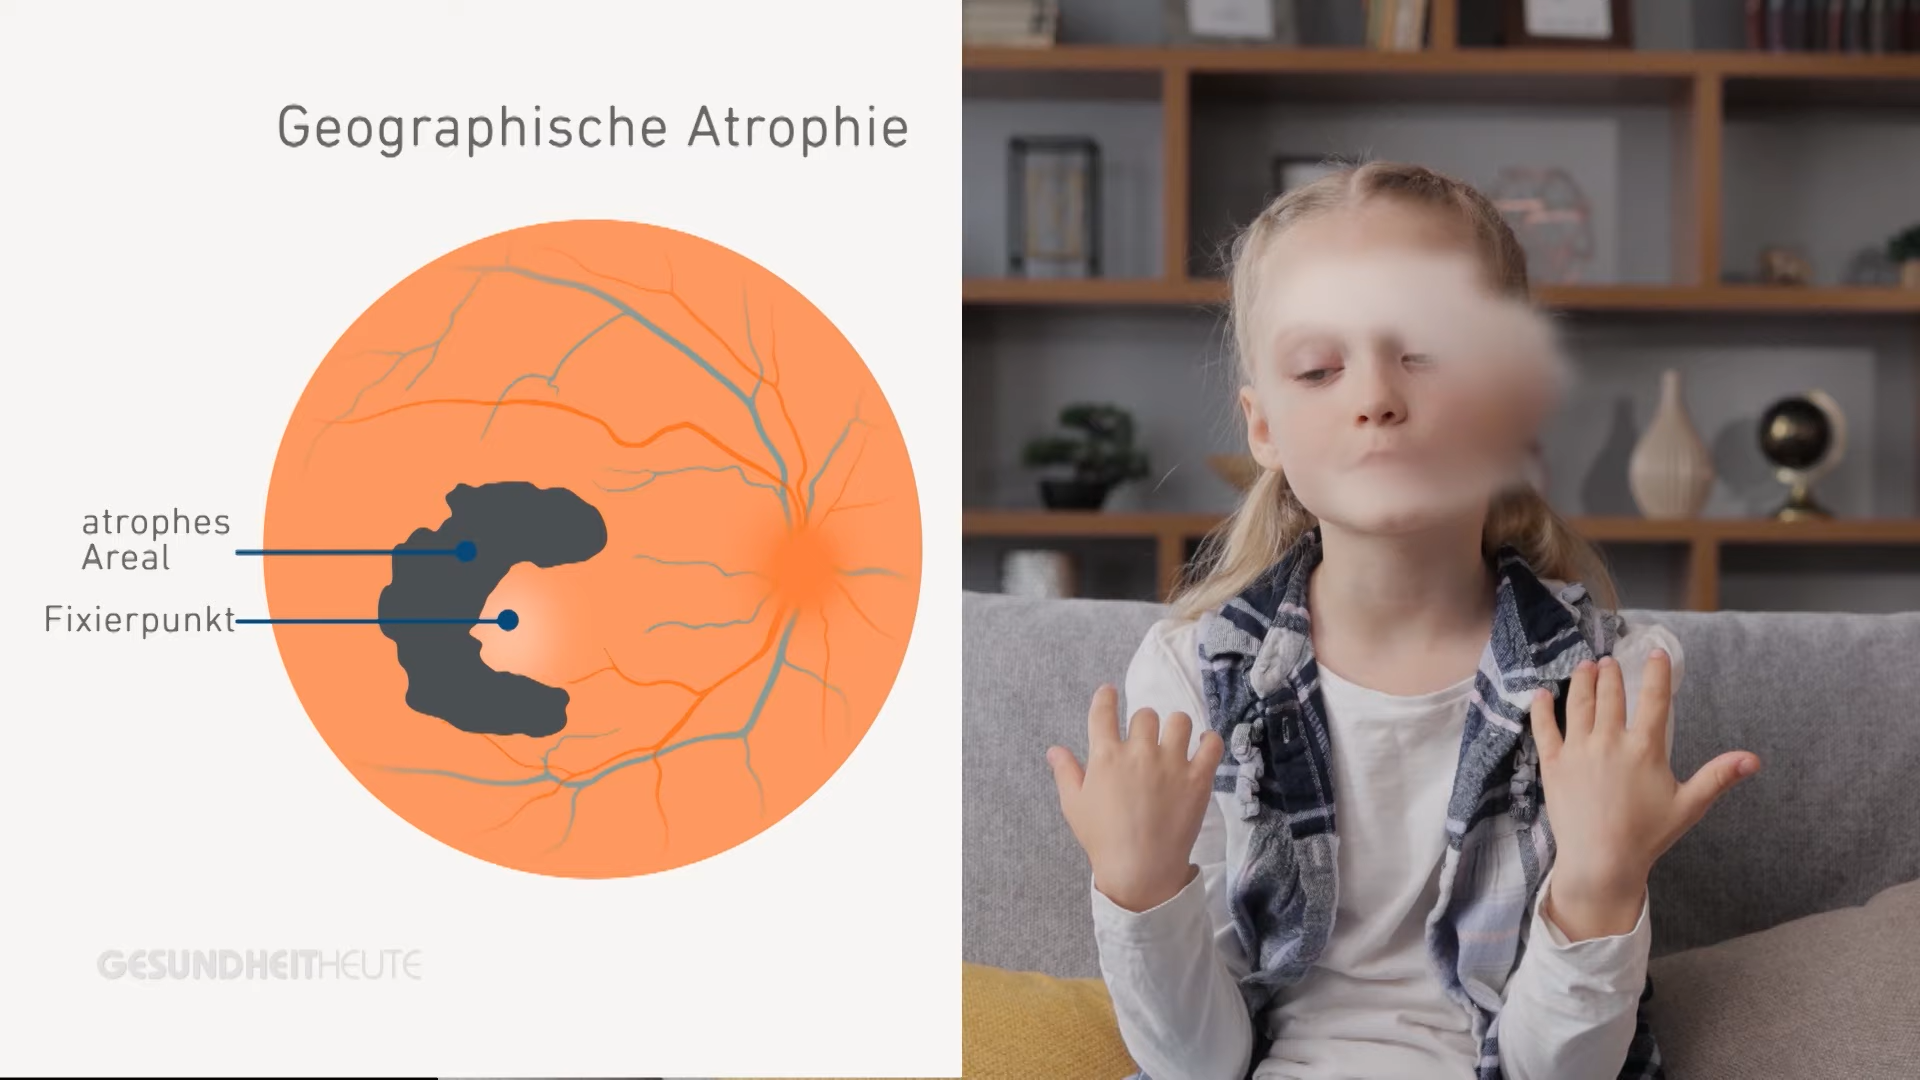 Geographische Atrophie
atrophes
Areal
Fixierpunkt
GESUNDHEITHEUTE